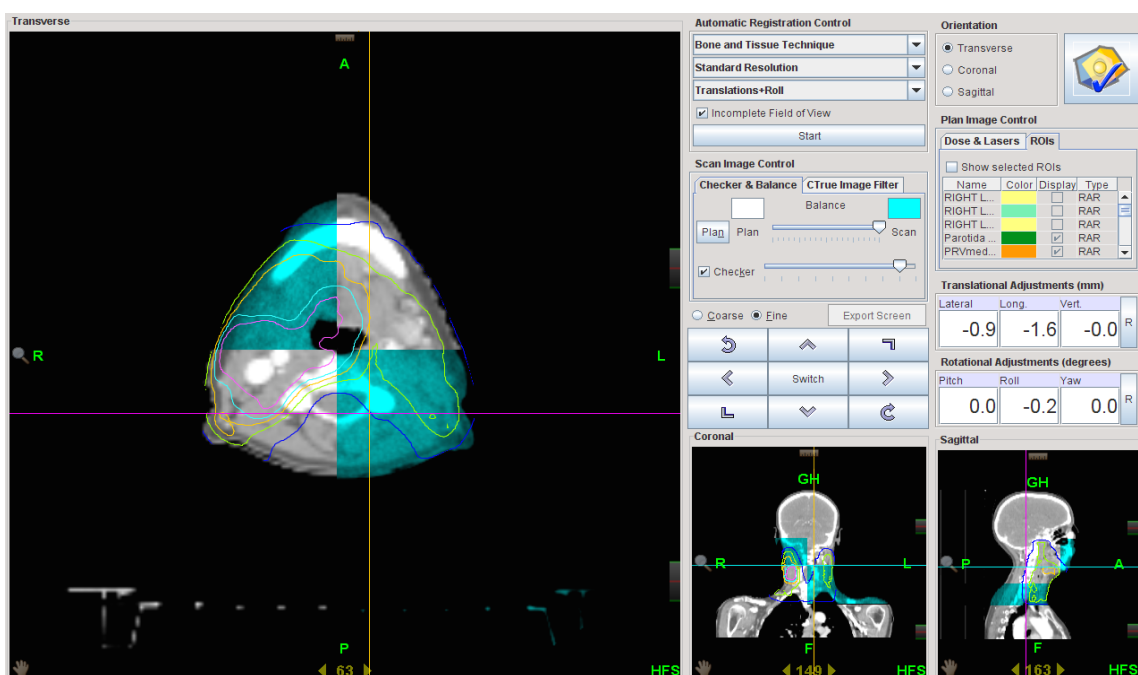 Transverse
A
R
L
P
63
HFS
Automatic Registration Control
Bone and Tissue Technique
Standard Resolution
Translations+Roll
Incomplete Field of View
Start
Scan Image Control
Checker & Balance CTrue Image Filter
Balance
Plan Plan Scan
Checker
Coarse Fine Export Screen
Switch
Orientation
Transverse
Coronal
Sagittal
Plan Image Control
Dose & Lasers ROIs
Show selected ROIs
Name Color Display Type
RIGHT L... RAR
RIGHT L... RAR
RIGHT L... RAR
Parotida ... RAR
PRVmed... RAR
Translational Adjustments (mm)
Lateral Long. Vert.
-0.9 -1.6 -0.0 R
Rotational Adjustments (degrees)
Pitch Roll Yaw
0.0 -0.2 0.0 R
Coronal
GH
R L
F
149 HFS
Sagittal
GH
P A
F
163 HFS